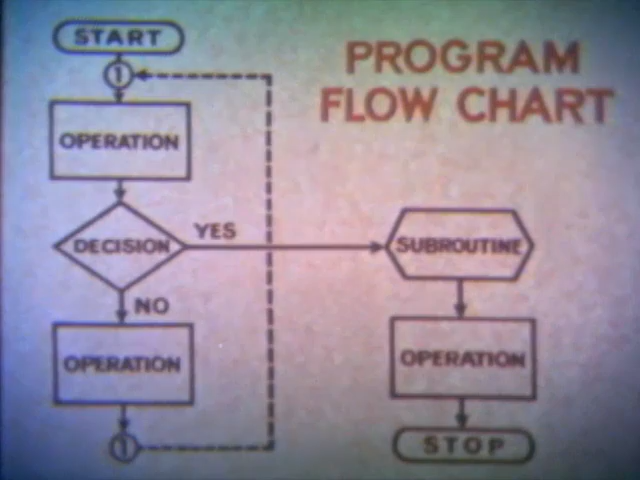 START
PROGRAM
FLOW CHART
1
OPERATION
DECISION
YES
SUBROUTINE
NO
OPERATION
OPERATION
1
STOP